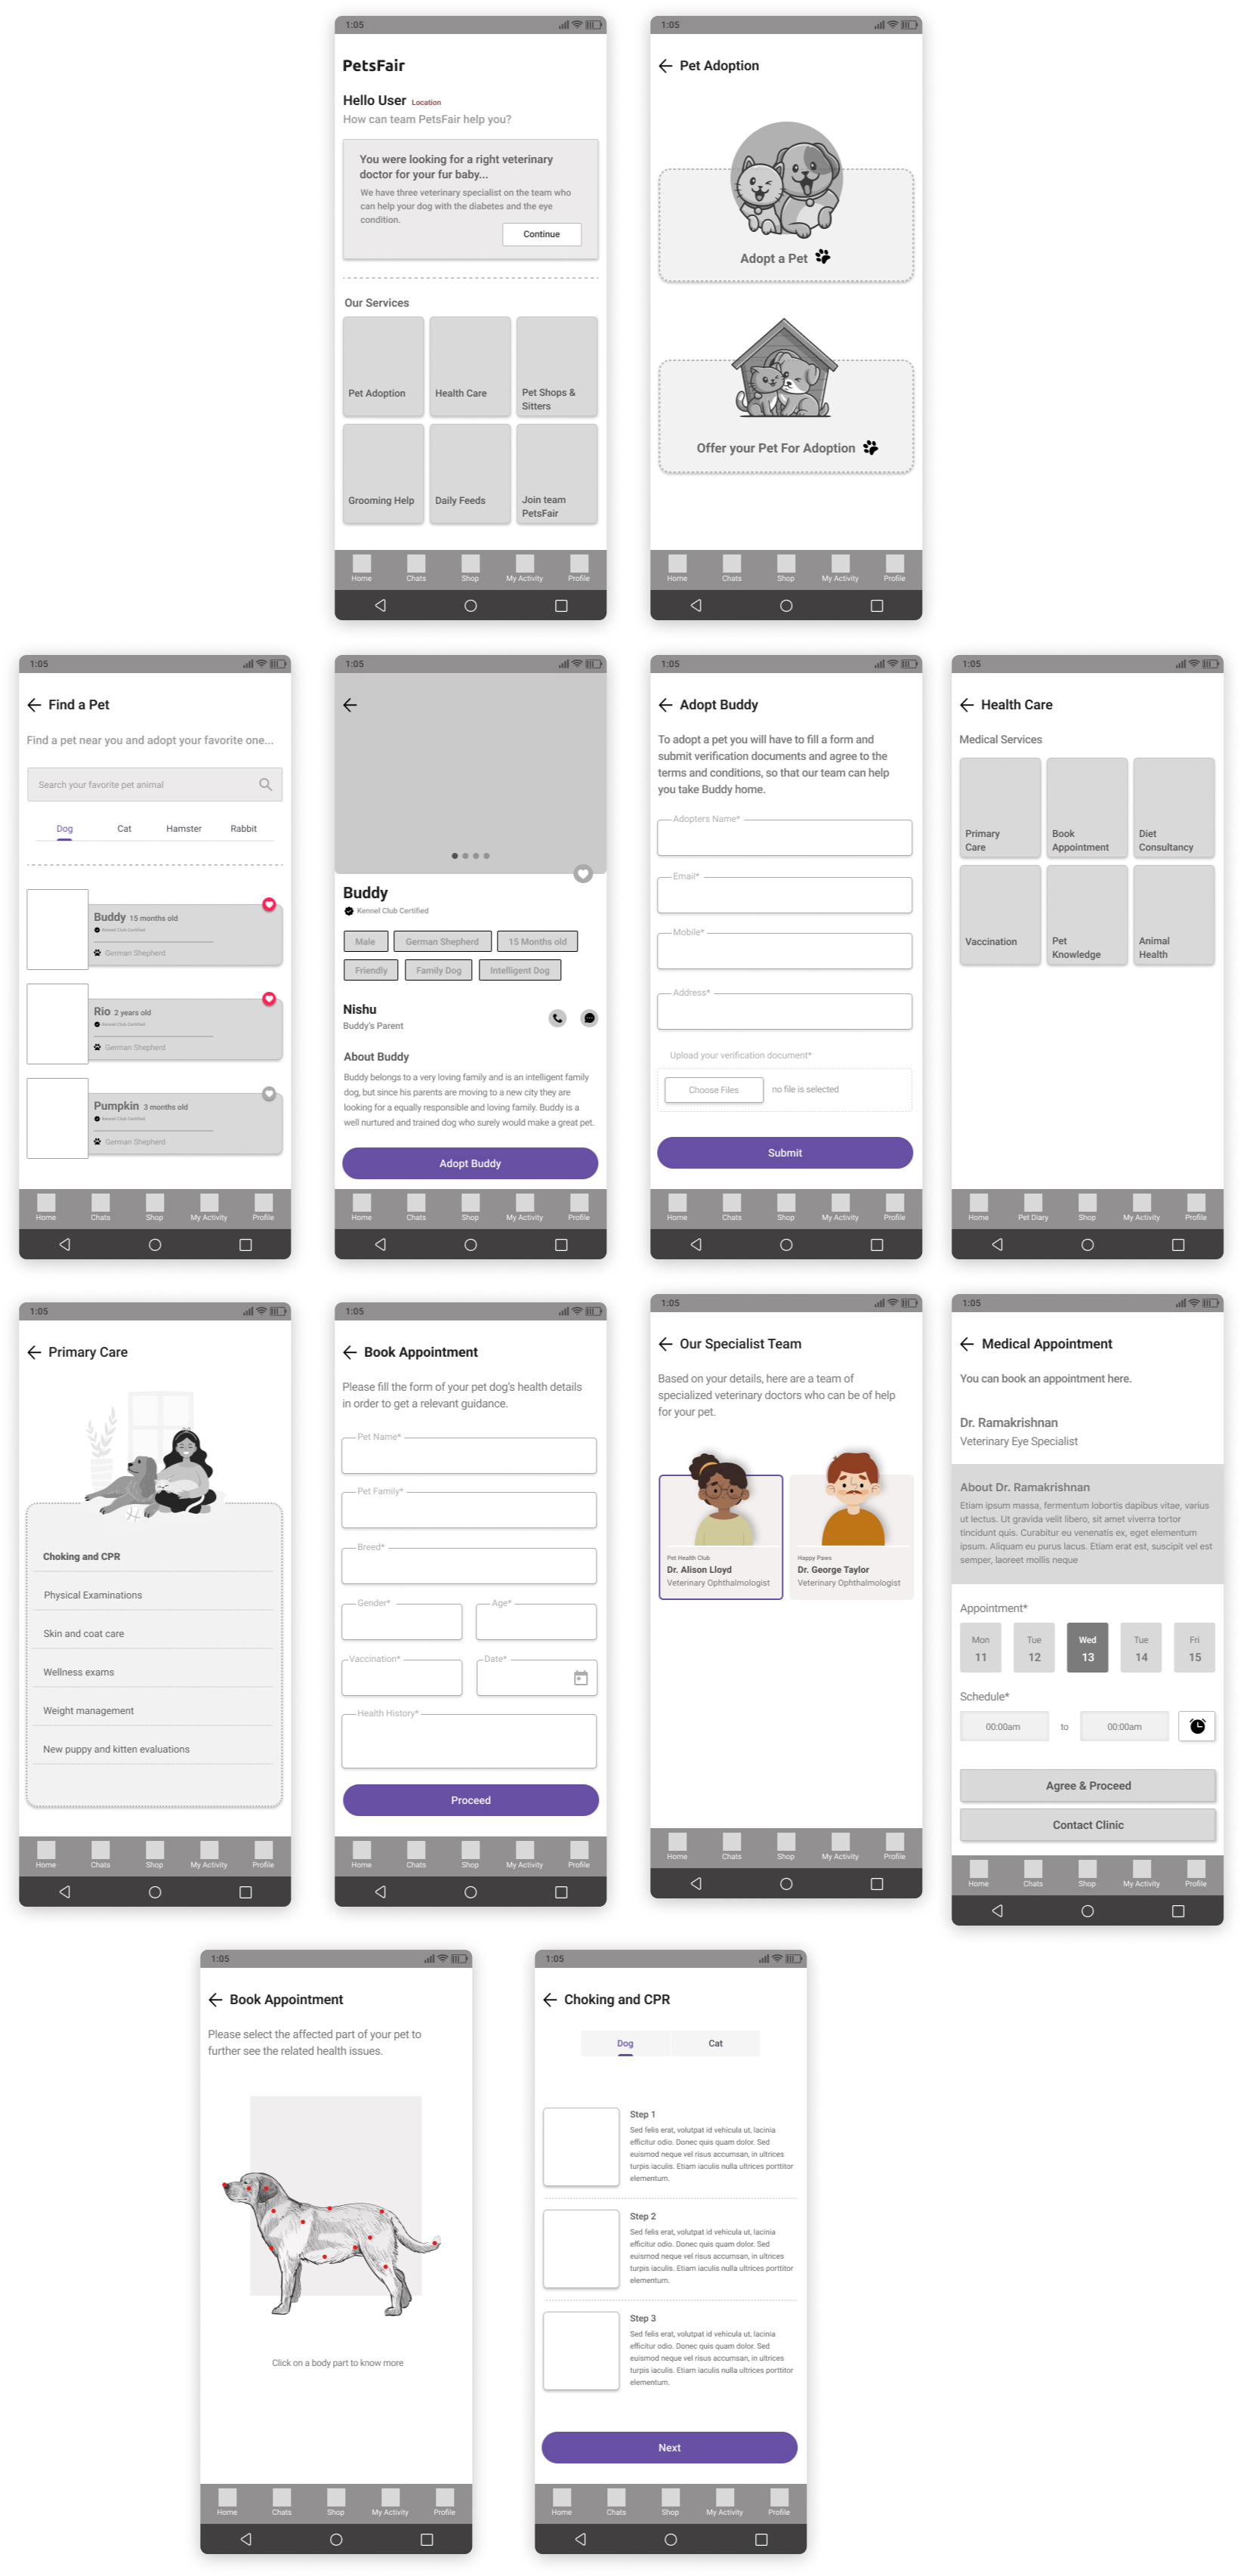 1:05
PetsFair
Hello User Location
How can team PetsFair help you?
You were looking for a right veterinary
doctor for your fur baby...
We have three veterinary specialist on the team who
can help your dog with the diabetes and the eye
condition.
Continue
Our Services
Pet Adoption
Health Care
Pet Shops &
Sitters
Grooming Help
Daily Feeds
Join team
PetsFair
Home Chats Shop My Activity Profile
1:05
Pet Adoption
Adopt a Pet
Offer your Pet For Adoption
Home Chats Shop My Activity Profile
1:05
Find a Pet
Find a pet near you and adopt your favorite one...
Search your favorite pet animal
Dog Cat Hamster Rabbit
Buddy 15 months old
Kennel Club Certified
German Shepherd
Rio 2 years old
Kennel Club Certified
German Shepherd
Pumpkin 3 months old
Kennel Club Certified
German Shepherd
Home Chats Shop My Activity Profile
1:05
Buddy
Kennel Club Certified
Male German Shepherd 15 Months old
Friendly Family Dog Intelligent Dog
Nishu
Buddy's Parent
About Buddy
Buddy belongs to a very loving family and is an intelligent family
dog, but since his parents are moving to a new city they are
looking for a equally responsible and loving family. Buddy is a
well nurtured and trained dog who surely would make a great pet.
Adopt Buddy
Home Chats Shop My Activity Profile
1:05
Adopt Buddy
To adopt a pet you will have to fill a form and
submit verification documents and agree to the
terms and conditions, so that our team can help
you take Buddy home.
Adopters Name*
Email*
Mobile*
Address*
Upload your verification document*
Choose Files no file is selected
Submit
Home Chats Shop My Activity Profile
1:05
Health Care
Medical Services
Primary
Care
Book
Appointment
Diet
Consultancy
Vaccination
Pet
Knowledge
Animal
Health
Home Pet Diary Shop My Activity Profile
1:05
Primary Care
Choking and CPR
Physical Examinations
Skin and coat care
Wellness exams
Weight management
New puppy and kitten evaluations
Home Chats Shop My Activity Profile
1:05
Book Appointment
Please fill the form of your pet dog's health details
in order to get a relevant guidance.
Pet Name*
Pet Family*
Breed*
Gender* Age*
Vaccination* Date*
Health History*
Proceed
Home Chats Shop My Activity Profile
1:05
Our Specialist Team
Based on your details, here are a team of
specialized veterinary doctors who can be of help
for your pet.
Pet Health Club
Dr. Alison Lloyd
Veterinary Ophthalmologist
Happy Paws
Dr. George Taylor
Veterinary Ophthalmologist
Home Chats Shop My Activity Profile
1:05
Medical Appointment
You can book an appointment here.
Dr. Ramakrishnan
Veterinary Eye Specialist
About Dr. Ramakrishnan
Etiam ipsum massa, fermentum lobortis dapibus vitae, varius
ut lectus. Ut gravida velit libero, sit amet viverra tortor
tincidunt quis. Curabitur eu venenatis ex, eget elementum
ipsum. Aliquam eu purus lacus. Etiam erat est, suscipit vel est
semper, laoreet mollis neque
Appointment*
Mon Tue Wed Tue Fri
11 12 13 14 15
Schedule*
00:00am to 00:00am
Agree & Proceed
Contact Clinic
Home Chats Shop My Activity Profile
1:05
Book Appointment
Please select the affected part of your pet to
further see the related health issues.
Click on a body part to know more
Home Chats Shop My Activity Profile
1:05
Choking and CPR
Dog Cat
Step 1
Sed felis erat, volutpat id vehicula ut, lacinia
efficitur odio. Donec quis quam dolor. Sed
euismod neque vel risus accumsan, in ultrices
turpis iaculis. Etiam iaculis nulla ultrices porttitor
elementum.
Step 2
Sed felis erat, volutpat id vehicula ut, lacinia
efficitur odio. Donec quis quam dolor. Sed
euismod neque vel risus accumsan, in ultrices
turpis iaculis. Etiam iaculis nulla ultrices porttitor
elementum.
Step 3
Sed felis erat, volutpat id vehicula ut, lacinia
efficitur odio. Donec quis quam dolor. Sed
euismod neque vel risus accumsan, in ultrices
turpis iaculis. Etiam iaculis nulla ultrices porttitor
elementum.
Next
Home Chats Shop My Activity Profile